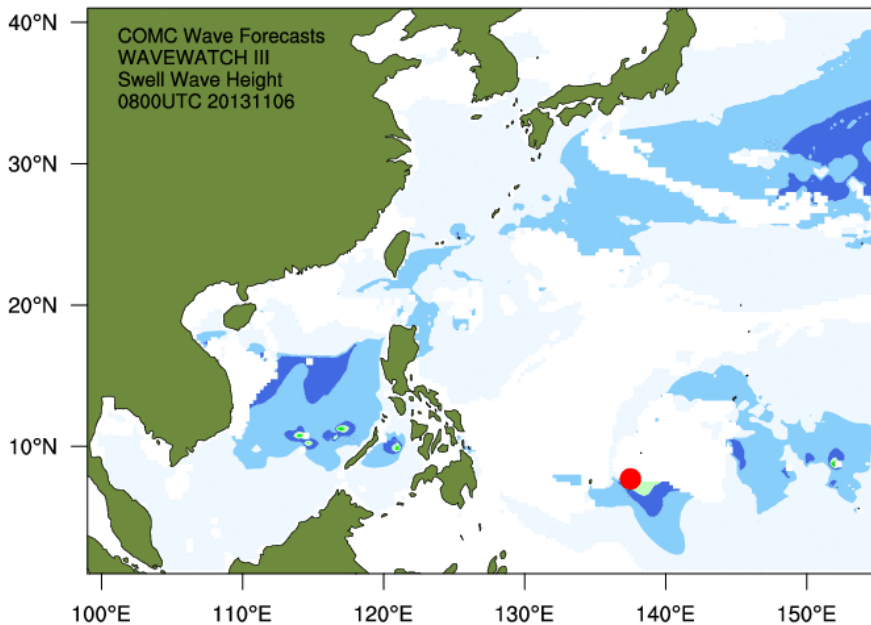 40°N
COMC Wave Forecasts
WAVEWATCH III
Swell Wave Height
0800UTC 20131106
30°N
20°N
10°N
100°E 110°E 120°E 130°E 140°E 150°E